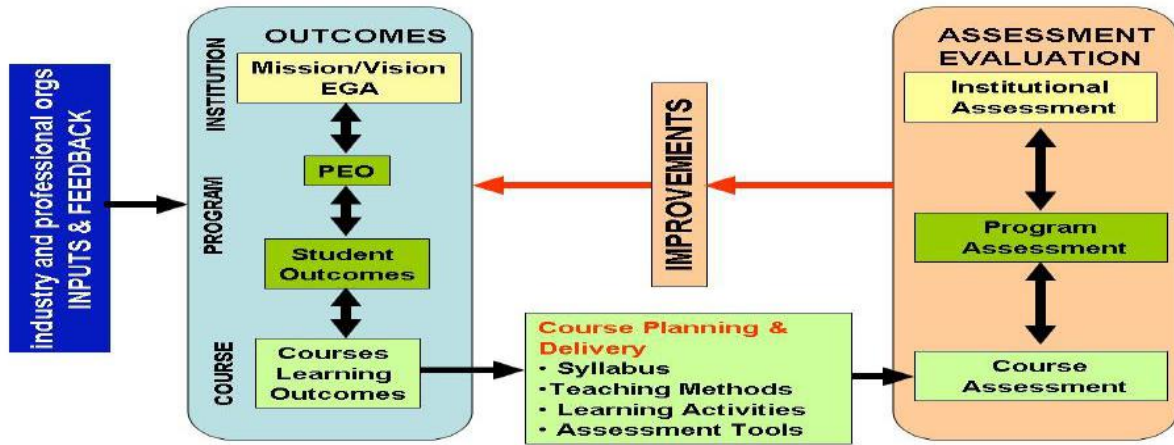 industry and professional orgs
INPUTS & FEEDBACK
INSTITUTION
PROGRAM
COURSE
OUTCOMES
Mission/Vision
EGA
PEO
Student
Outcomes
Courses
Learning
Outcomes
Course Planning &
Delivery
• Syllabus
•Teaching Methods
• Learning Activities
• Assessment Tools
IMPROVEMENTS
ASSESSMENT
EVALUATION
Institutional
Assessment
Program
Assessment
Course
Assessment